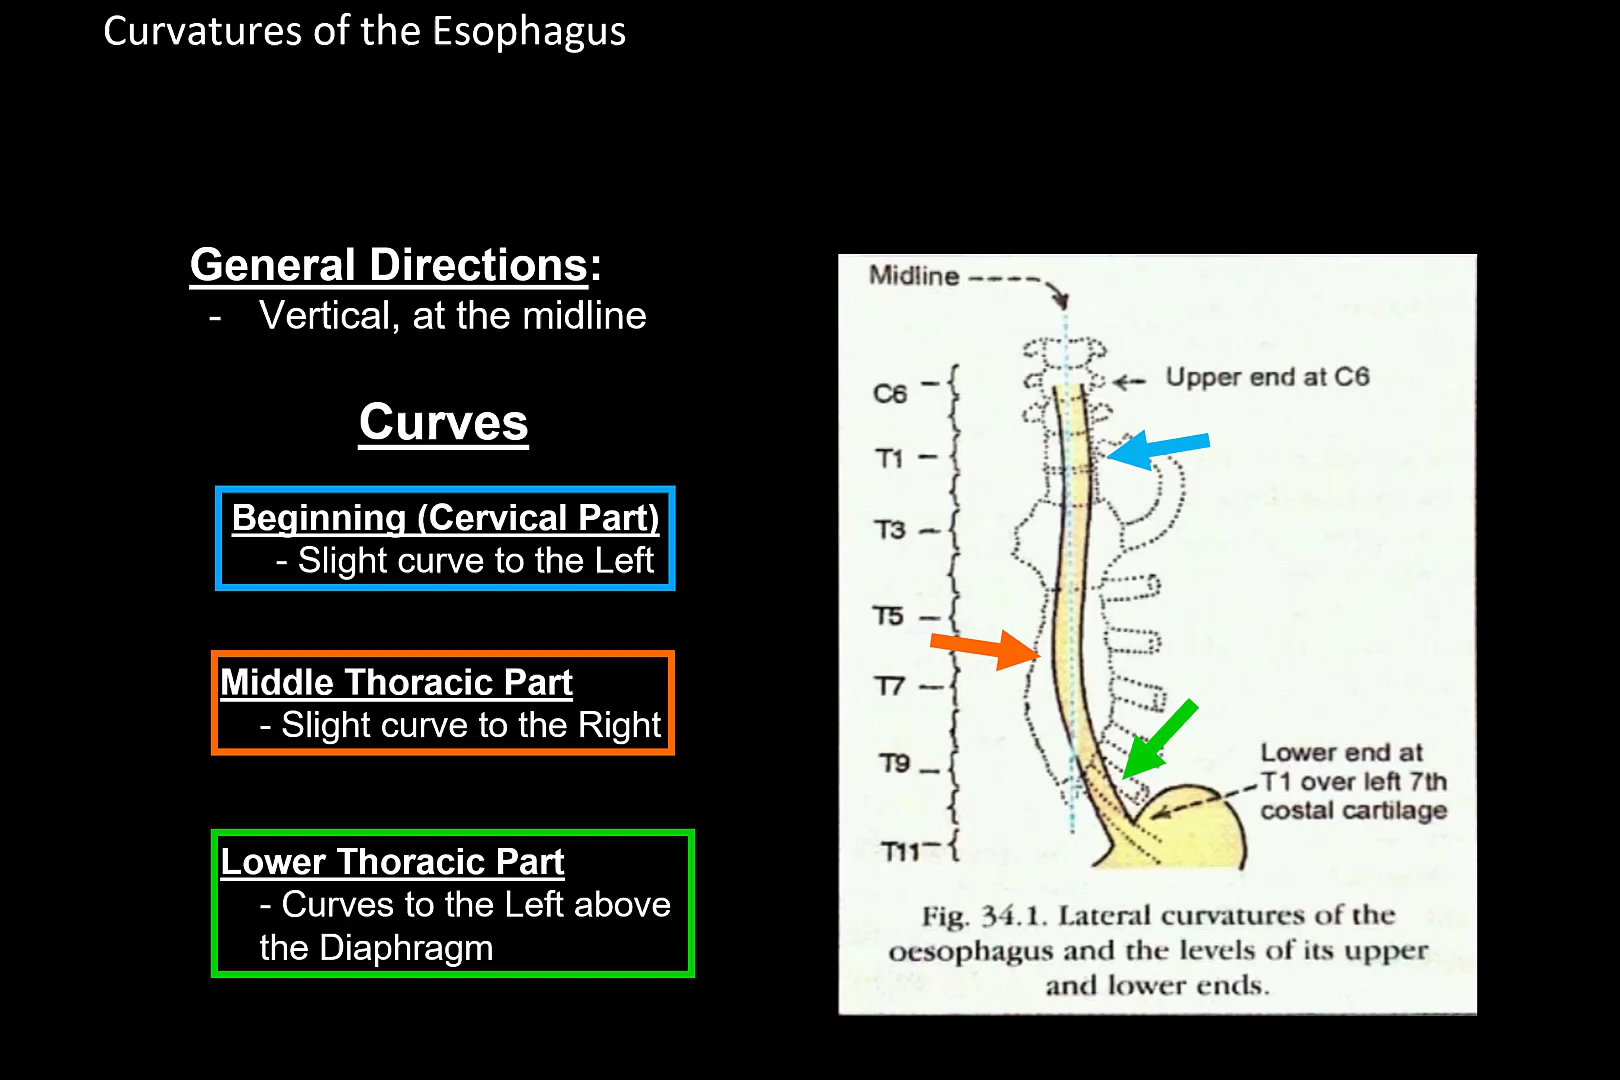 Curvatures of the Esophagus
General Directions:
- Vertical, at the midline
Curves
Beginning (Cervical Part)
- Slight curve to the Left
Middle Thoracic Part
- Slight curve to the Right
Lower Thoracic Part
- Curves to the Left above
the Diaphragm
Midline
C6
Upper end at C6
T1
T3
T5
T7
T9
Lower end at
T1 over left 7th
costal cartilage
T11
Fig. 34.1. Lateral curvatures of the
oesophagus and the levels of its upper
and lower ends.